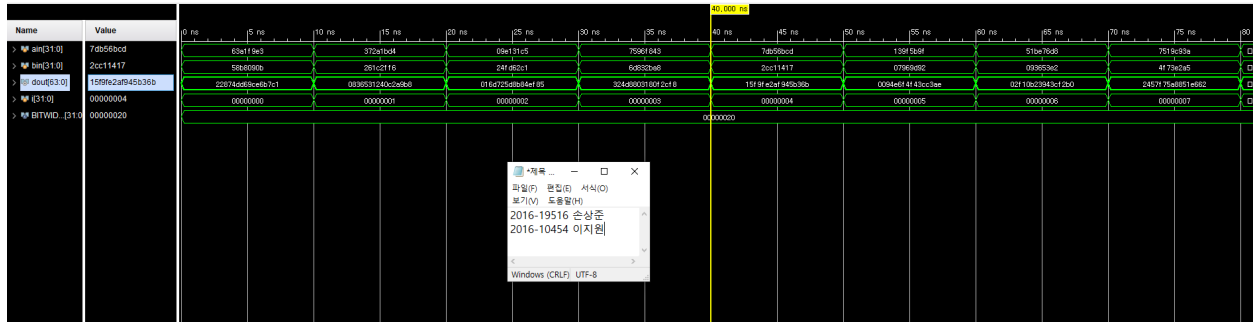 40,000 ns
Name Value 0 ns 5 ns 10 ns 15 ns 20 ns 25 ns 30 ns 35 ns 40 ns 45 ns 50 ns 55 ns 60 ns 65 ns 70 ns 75 ns 80
ain[31:0] 7db56bcd 63a1f9e3 372a1bd4 09e131c5 7596f843 7db56bcd 139f5b9f 51be76d8 7519c93a
bin[31:0] 2cc11417 58b8090b 261c2f16 24fd62c1 6d832ba8 2cc11417 07969d92 093653e2 4f73e2a5
dout[63:0] 15f9fe2af945b36b 22874dd69ce6b7c1 0836531240c2a9b8 016d725d8b84ef85 324d6803180f2cf8 15f9fe2af945b36b 0094e6f4f43cc3ae 02f10b23943cf2b0 2457f75a8851e662
i[31:0] 00000004 00000000 00000001 00000002 00000003 00000004 00000005 00000006 00000007
BITWID...[31:0 00000020 00000020
*제목 ...
파일(F) 편집(E) 서식(O)
보기(V) 도움말(H)
2016-19516 손상준
2016-10454 이지원
Windows (CRLF) UTF-8